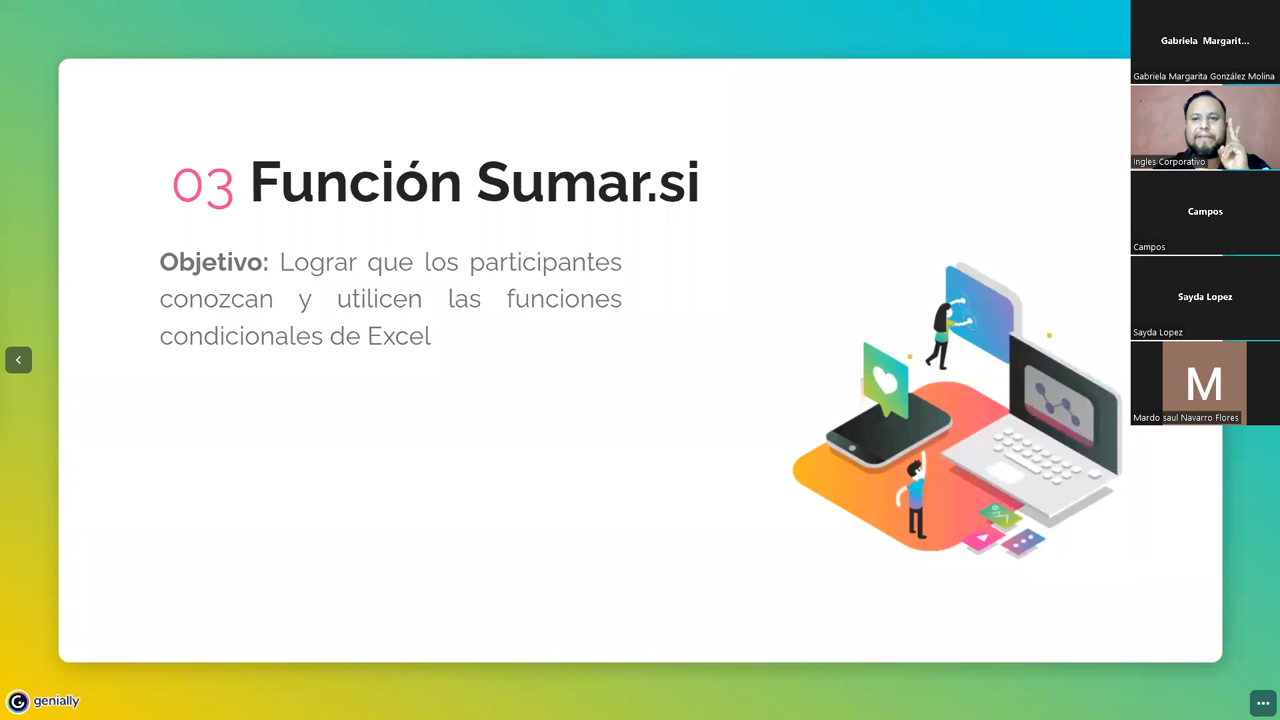 03 Función Sumar.si
Objetivo: Lograr que los participantes
conozcan y utilicen las funciones
condicionales de Excel
Gabriela Margarit...
Gabriela Margarita González Molina
Ingles Corporativo
Campos
Campos
Sayda Lopez
Sayda Lopez
M
Mardo saul Navarro Flores
genially